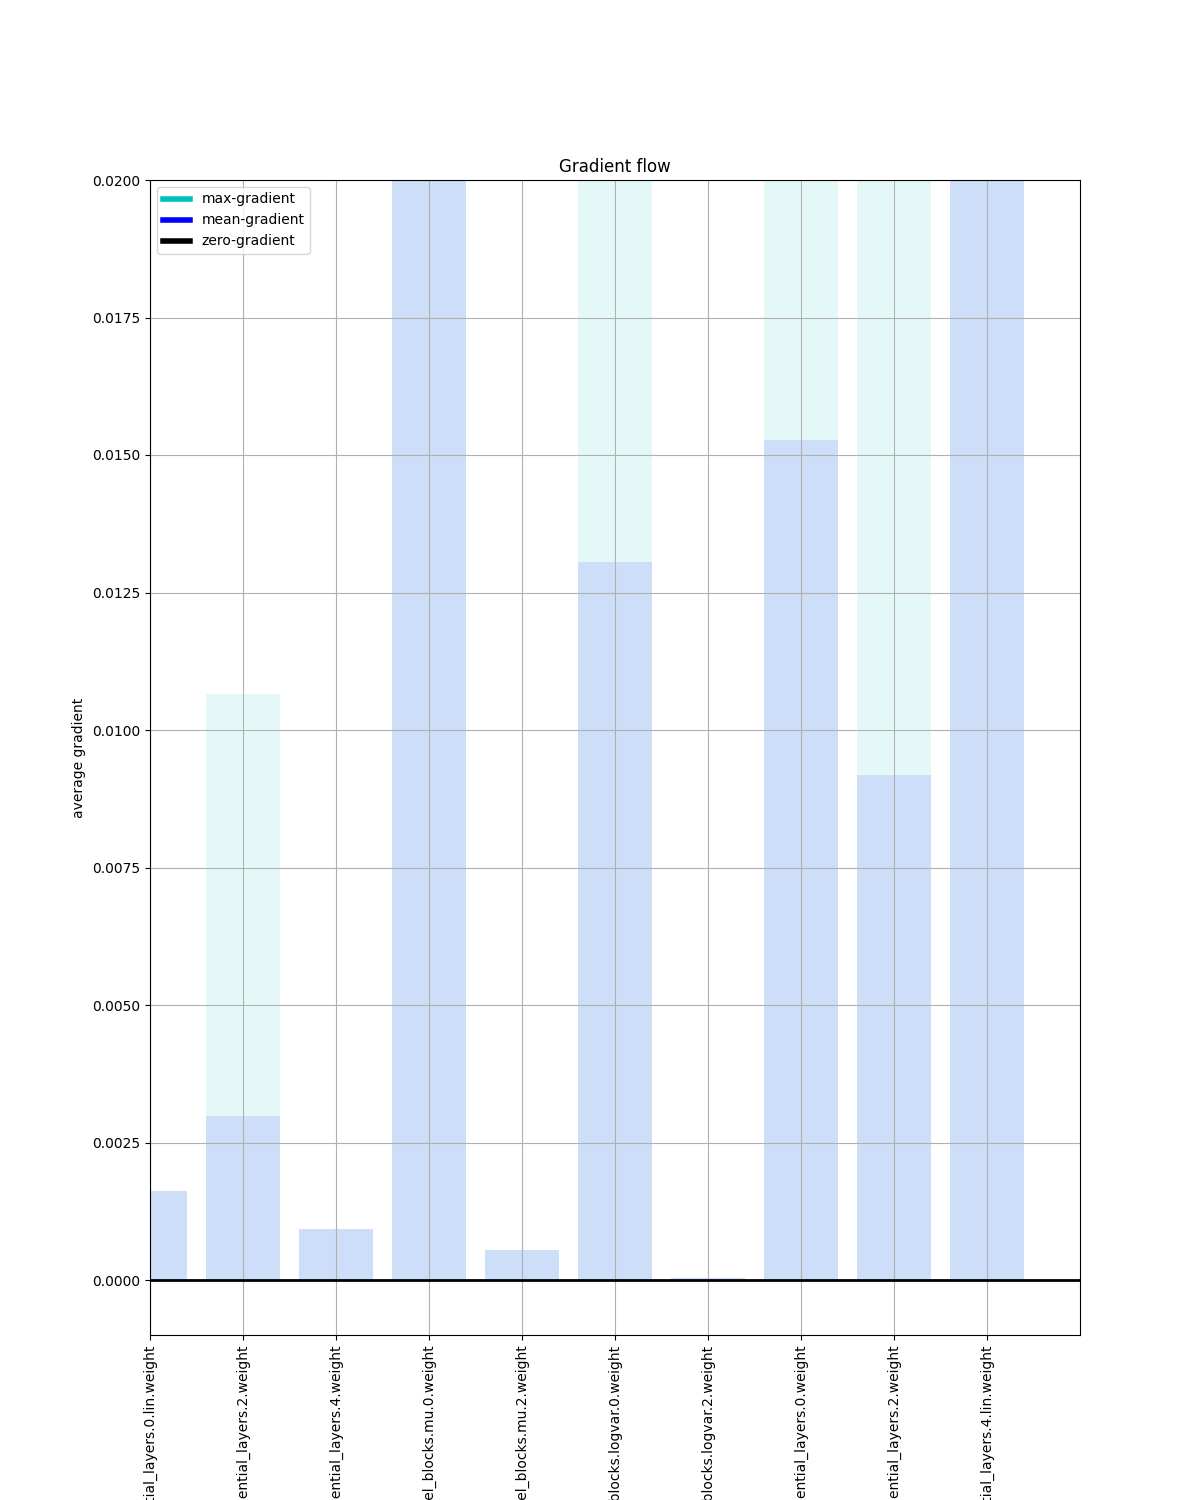 Gradient flow
max-gradient
mean-gradient
zero-gradient
0.0200
0.0175
0.0150
0.0125
0.0100
0.0075
0.0050
0.0025
0.0000
average gradient
tial_layers.0.lin.weight
ential_layers.2.weight
ential_layers.4.weight
el_blocks.mu.0.weight
el_blocks.mu.2.weight
blocks.logvar.0.weight
blocks.logvar.2.weight
ential_layers.0.weight
ential_layers.2.weight
tial_layers.4.lin.weight